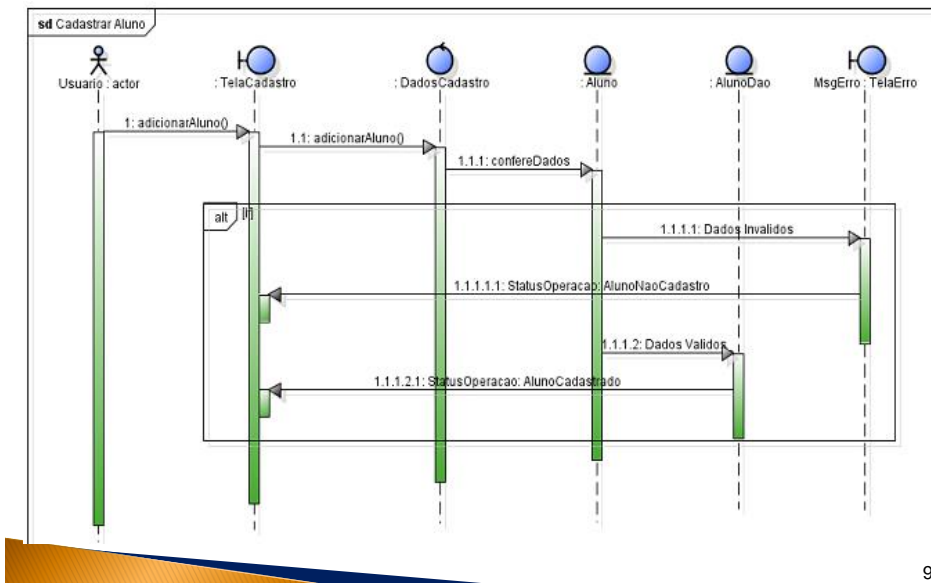 sd Cadastrar Aluno
Usuario : actor
: TelaCadastro
: DadosCadastro
: Aluno
: AlunoDao
MsgErro : TelaErro
1: adicionarAluno()
1.1: adicionarAluno()
1.1.1: confereDados
alt
1.1.1.1: Dados Invalidos
1.1.1.1.1: StatusOperacao: AlunoNaoCadastro
1.1.1.2: Dados Validos
1.1.1.2.1: StatusOperacao: AlunoCadastrado
9